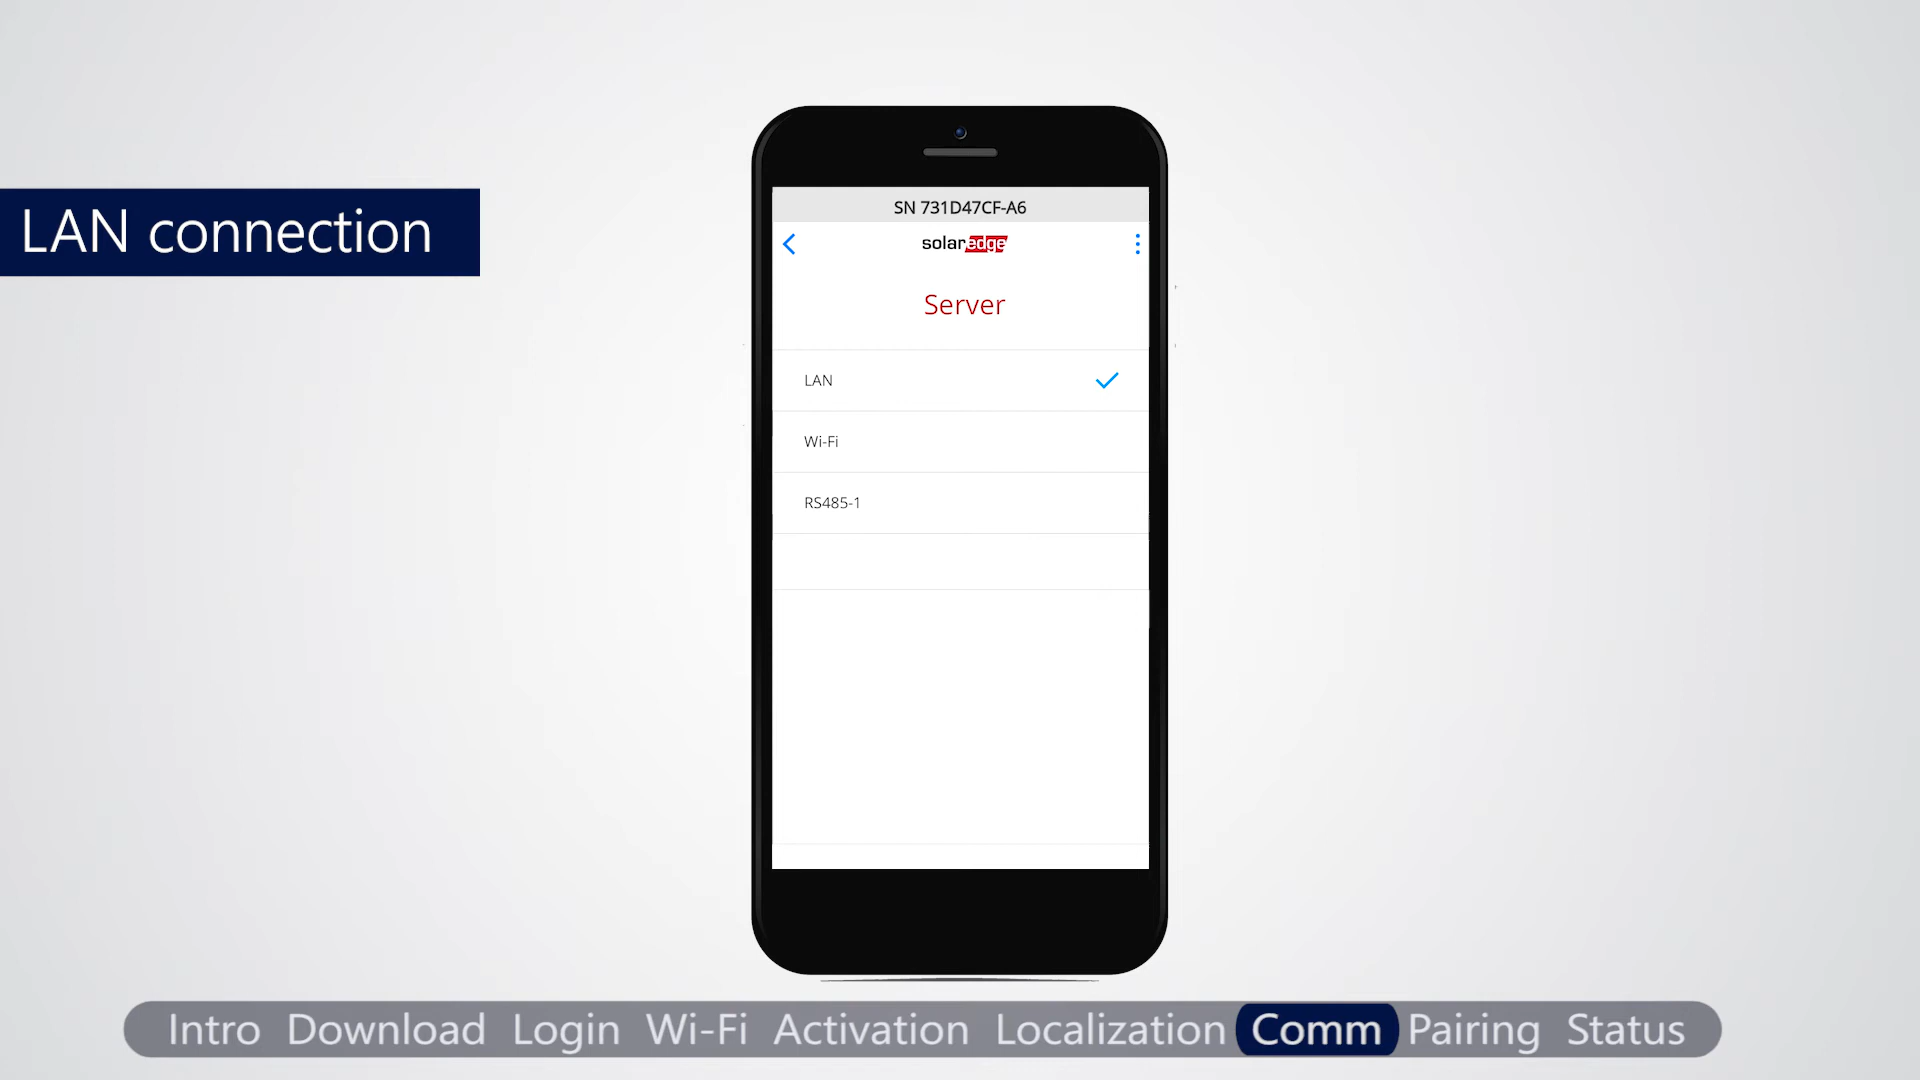 LAN connection
SN 731D47CF-A6
solaredge
Server
LAN
Wi-Fi
RS485-1
Intro Download Login Wi-Fi Activation Localization Comm Pairing Status